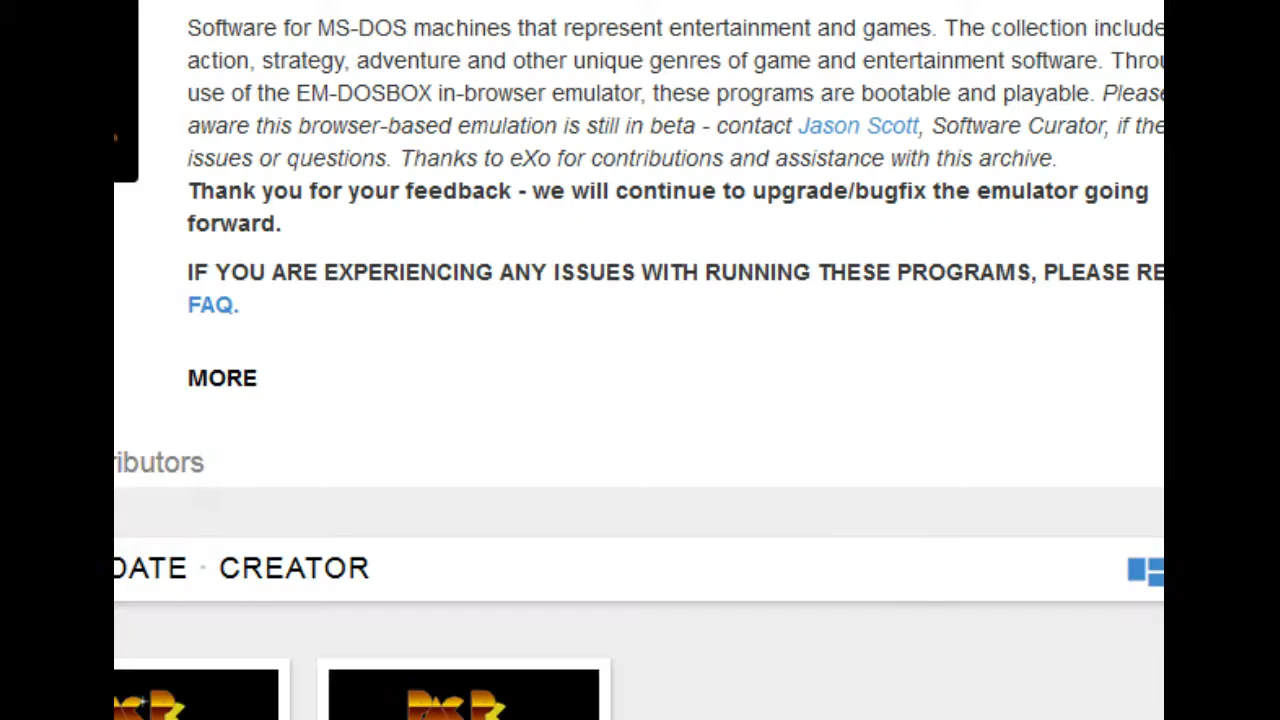 Software for MS-DOS machines that represent entertainment and games. The collection include
action, strategy, adventure and other unique genres of game and entertainment software. Throu
use of the EM-DOSBOX in-browser emulator, these programs are bootable and playable. Please
aware this browser-based emulation is still in beta - contact Jason Scott, Software Curator, if the
issues or questions. Thanks to eXo for contributions and assistance with this archive.
Thank you for your feedback - we will continue to upgrade/bugfix the emulator going
forward.
IF YOU ARE EXPERIENCING ANY ISSUES WITH RUNNING THESE PROGRAMS, PLEASE RE
FAQ.
MORE
ributors
DATE · CREATOR